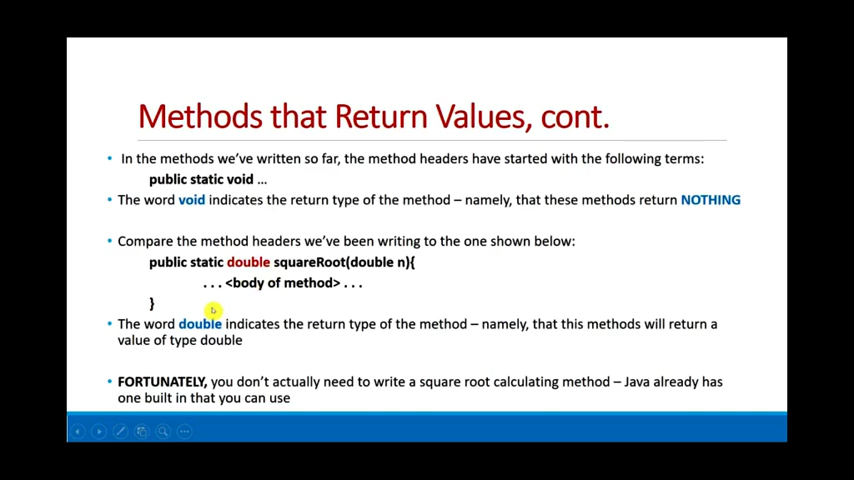 Methods that Return Values, cont.
In the methods we've written so far, the method headers have started with the following terms:
public static void ...
The word void indicates the return type of the method – namely, that these methods return NOTHING
Compare the method headers we've been writing to the one shown below:
public static double squareRoot(double n){
. . . <body of method> . . .
}
The word double indicates the return type of the method – namely, that this methods will return a
value of type double
FORTUNATELY, you don't actually need to write a square root calculating method – Java already has
one built in that you can use